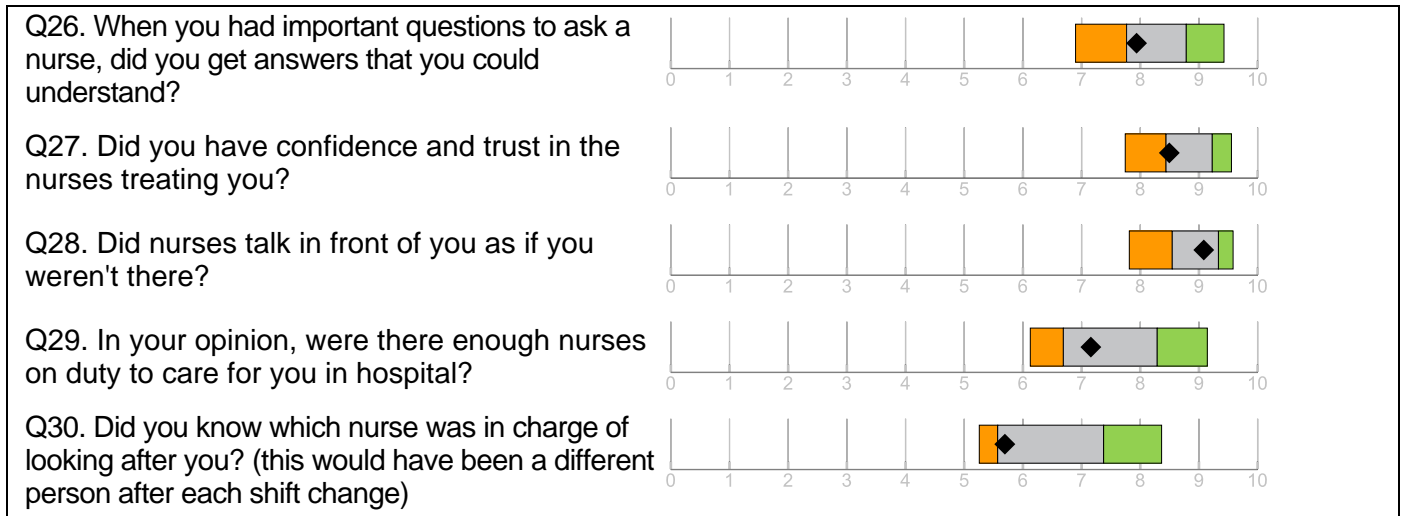 Q26. When you had important questions to ask a
nurse, did you get answers that you could
understand?
0 1 2 3 4 5 6 7 8 9 10
Q27. Did you have confidence and trust in the
nurses treating you?
0 1 2 3 4 5 6 7 8 9 10
Q28. Did nurses talk in front of you as if you
weren't there?
0 1 2 3 4 5 6 7 8 9 10
Q29. In your opinion, were there enough nurses
on duty to care for you in hospital?
0 1 2 3 4 5 6 7 8 9 10
Q30. Did you know which nurse was in charge of
looking after you? (this would have been a different
person after each shift change)
0 1 2 3 4 5 6 7 8 9 10